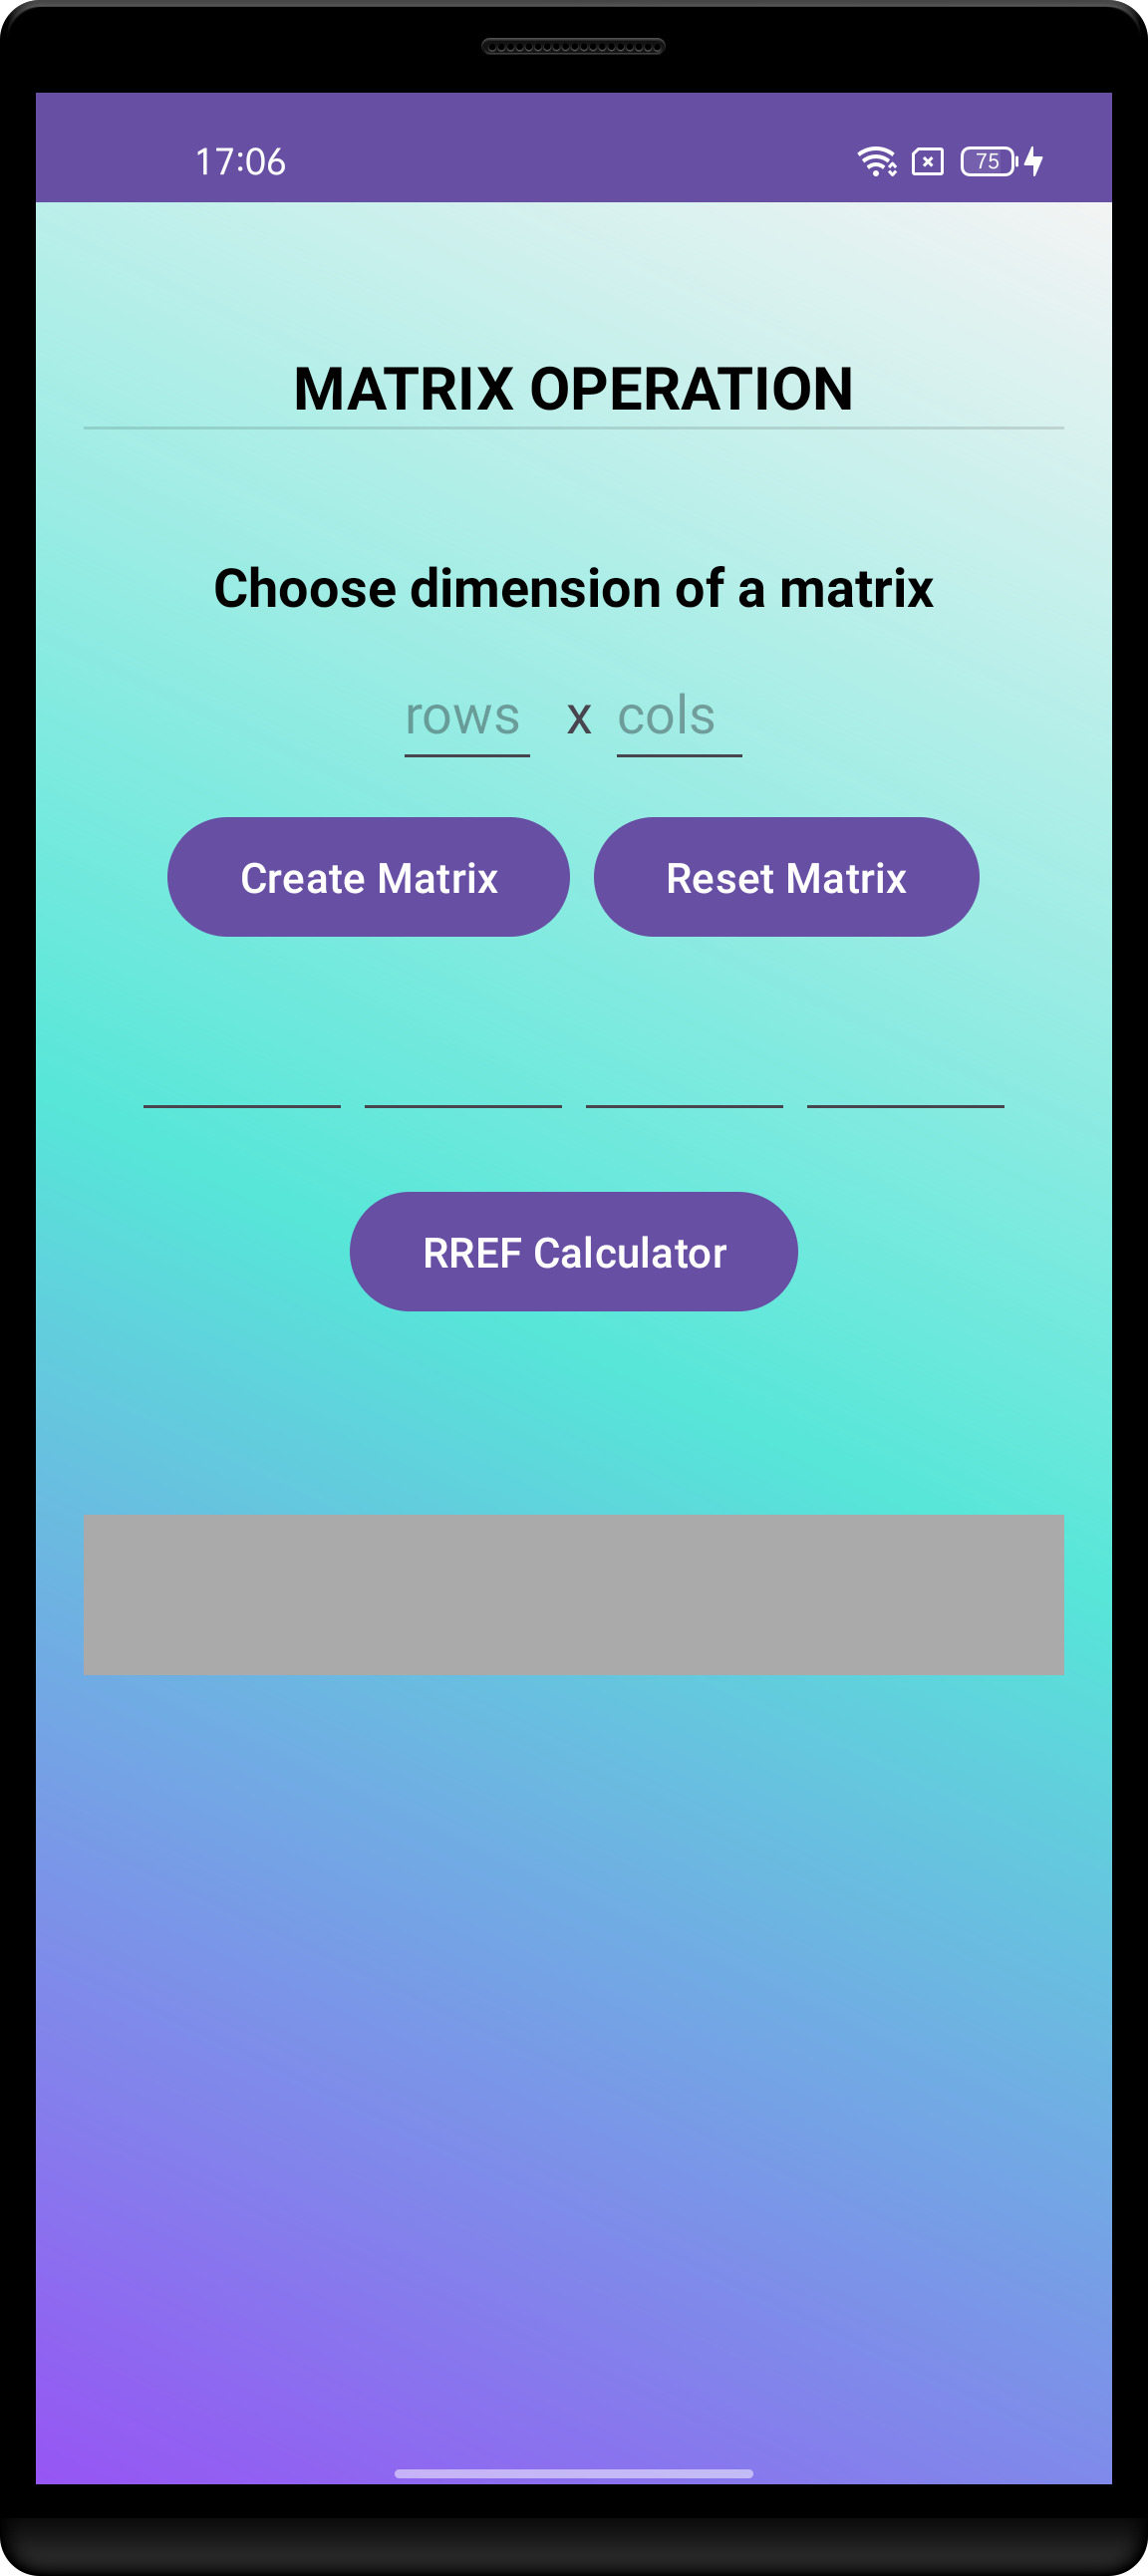 17:06 75
MATRIX OPERATION
Choose dimension of a matrix
rows x cols
Create Matrix Reset Matrix
RREF Calculator